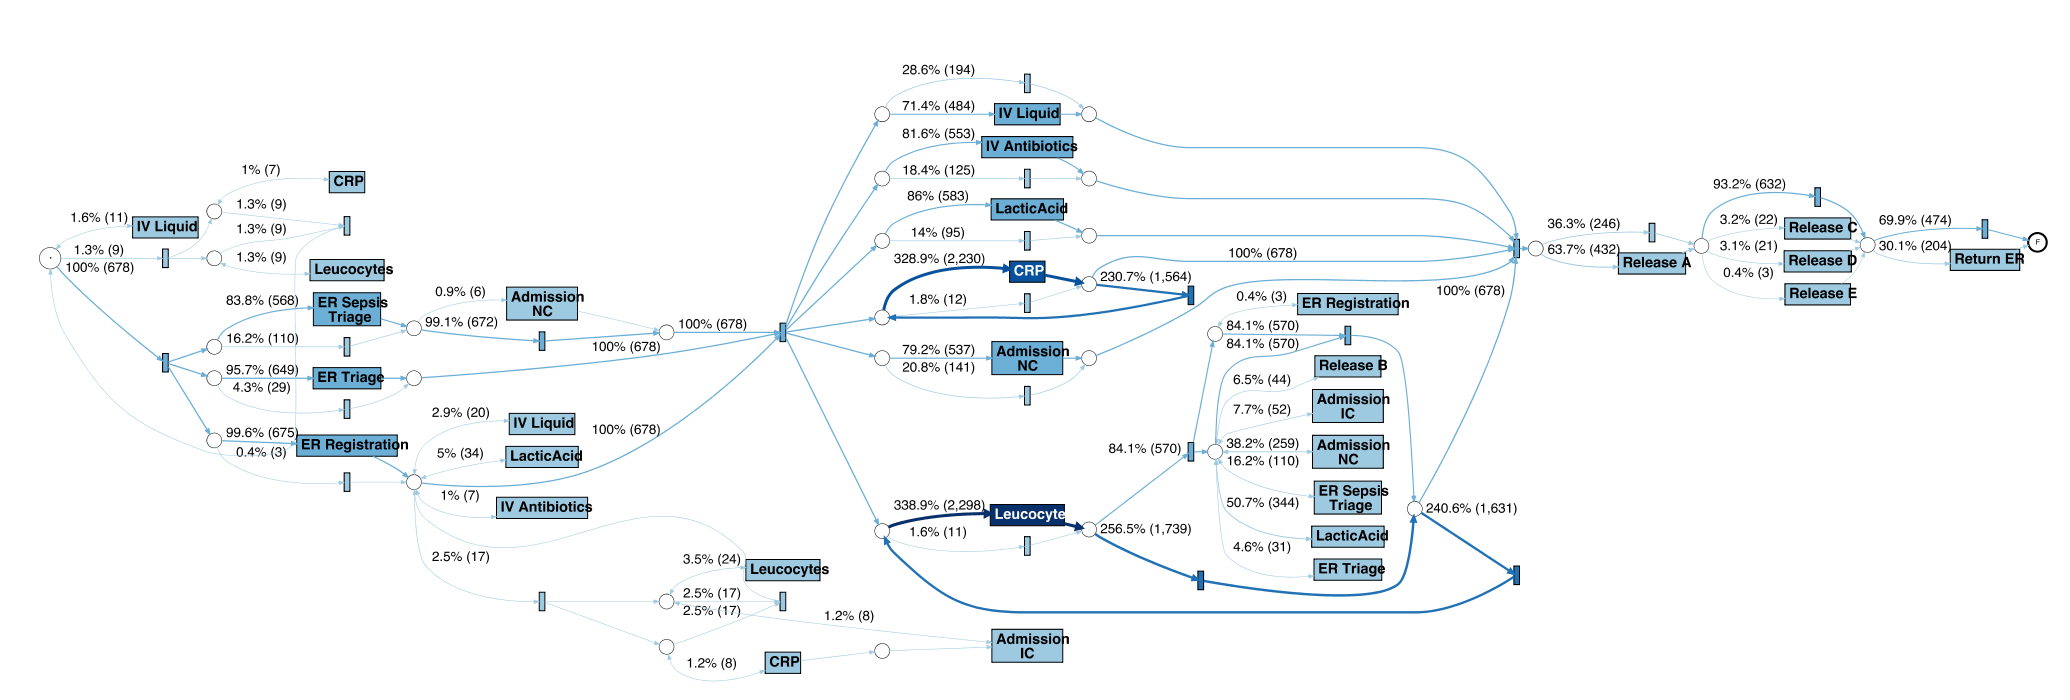 28.6% (194)
71.4% (484)
IV Liquid
81.6% (553)
IV Antibiotics
18.4% (125)
86% (583)
LacticAcid
14% (95)
328.9% (2,230)
CRP
1.8% (12)
230.7% (1,564)
100% (678)
79.2% (537)
20.8% (141)
Admission
NC
1% (7)
CRP
1.6% (11)
IV Liquid
1.3% (9)
1.3% (9)
1.3% (9)
1.3% (9)
100% (678)
Leucocytes
83.8% (568)
ER Sepsis
Triage
16.2% (110)
95.7% (649)
ER Triage
4.3% (29)
99.6% (675)
ER Registration
0.4% (3)
0.9% (6)
Admission
NC
99.1% (672)
100% (678)
100% (678)
100% (678)
2.9% (20)
IV Liquid
5% (34)
LacticAcid
1% (7)
IV Antibiotics
2.5% (17)
3.5% (24)
Leucocytes
2.5% (17)
2.5% (17)
1.2% (8)
1.2% (8)
CRP
Admission
IC
338.9% (2,298)
Leucocyte
1.6% (11)
256.5% (1,739)
84.1% (570)
0.4% (3)
ER Registration
84.1% (570)
84.1% (570)
Release B
6.5% (44)
7.7% (52)
Admission
IC
38.2% (259)
Admission
NC
16.2% (110)
ER Sepsis
Triage
50.7% (344)
LacticAcid
4.6% (31)
ER Triage
240.6% (1,631)
100% (678)
36.3% (246)
63.7% (432)
Release A
93.2% (632)
3.2% (22)
Release C
3.1% (21)
Release D
0.4% (3)
Release E
69.9% (474)
30.1% (204)
Return ER
F